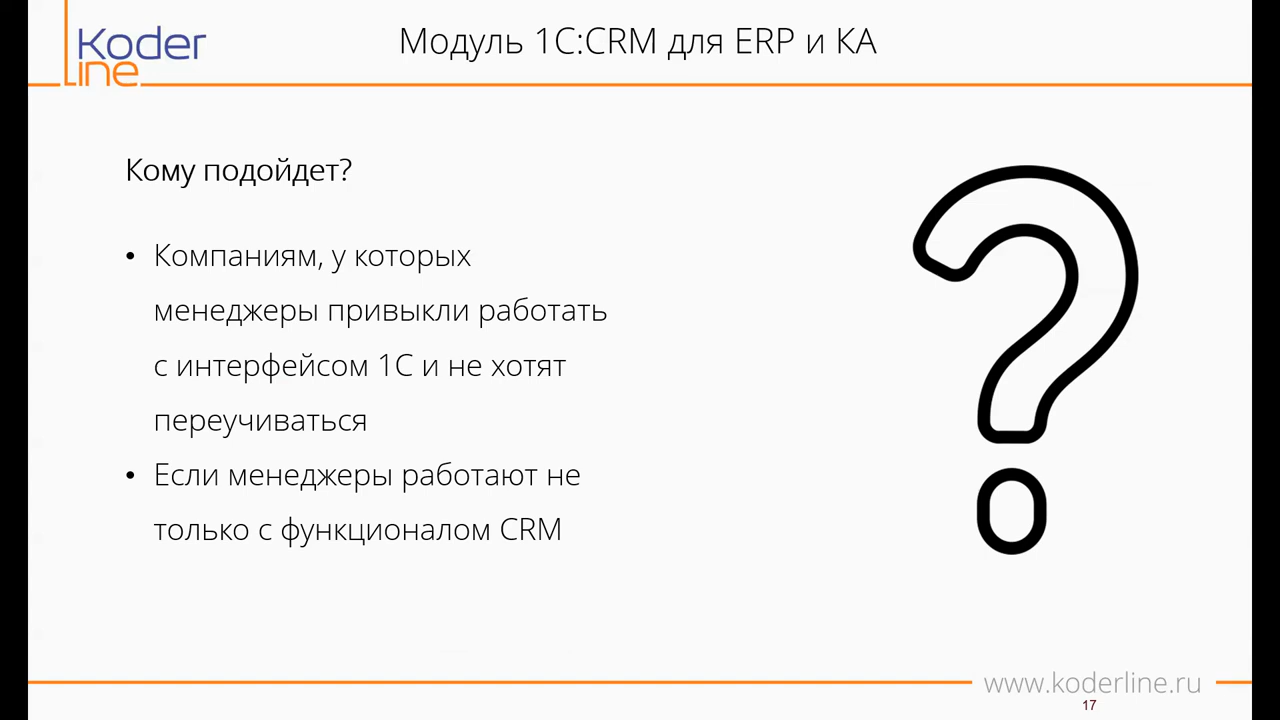 Koder
line
Модуль 1С:CRM для ERP и КА
Кому подойдет?
• Компаниям, у которых
менеджеры привыкли работать
с интерфейсом 1С и не хотят
переучиваться
• Если менеджеры работают не
только с функционалом CRM
www.koderline.ru
17